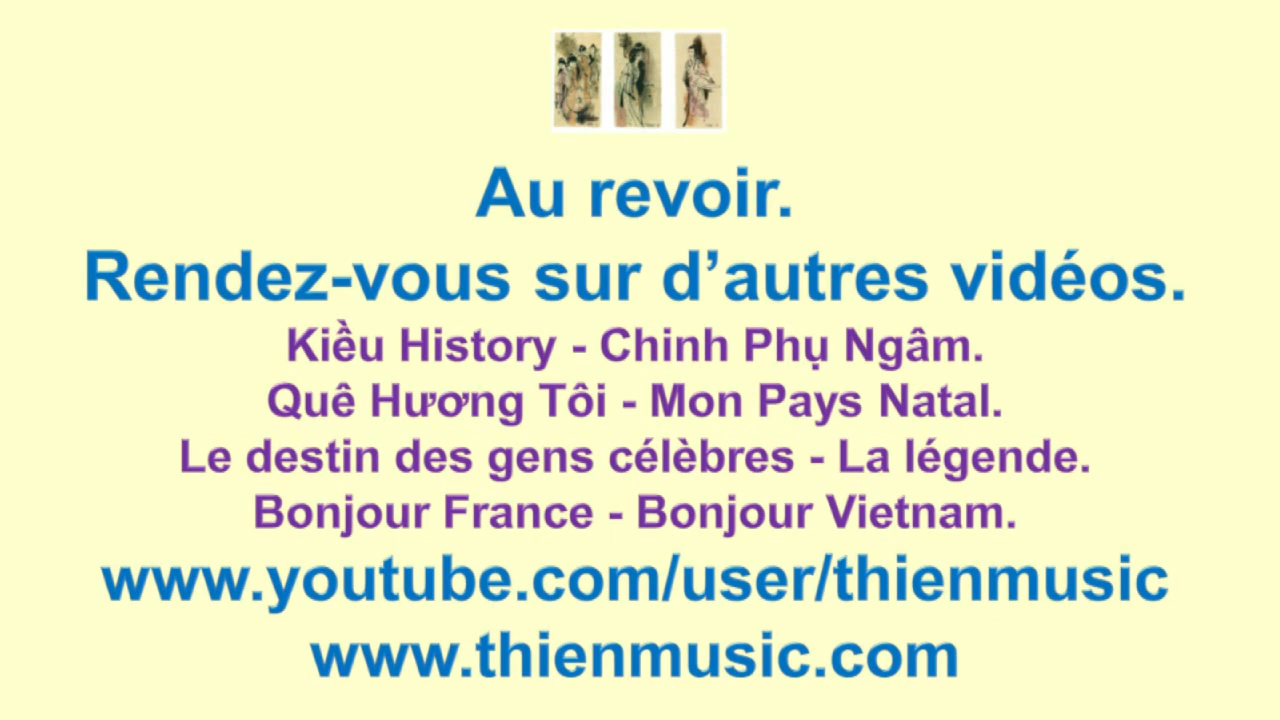 Au revoir.
Rendez-vous sur d’autres vidéos.
Kiều History - Chinh Phụ Ngâm.
Quê Hương Tôi - Mon Pays Natal.
Le destin des gens célèbres - La légende.
Bonjour France - Bonjour Vietnam.
www.youtube.com/user/thienmusic
www.thienmusic.com